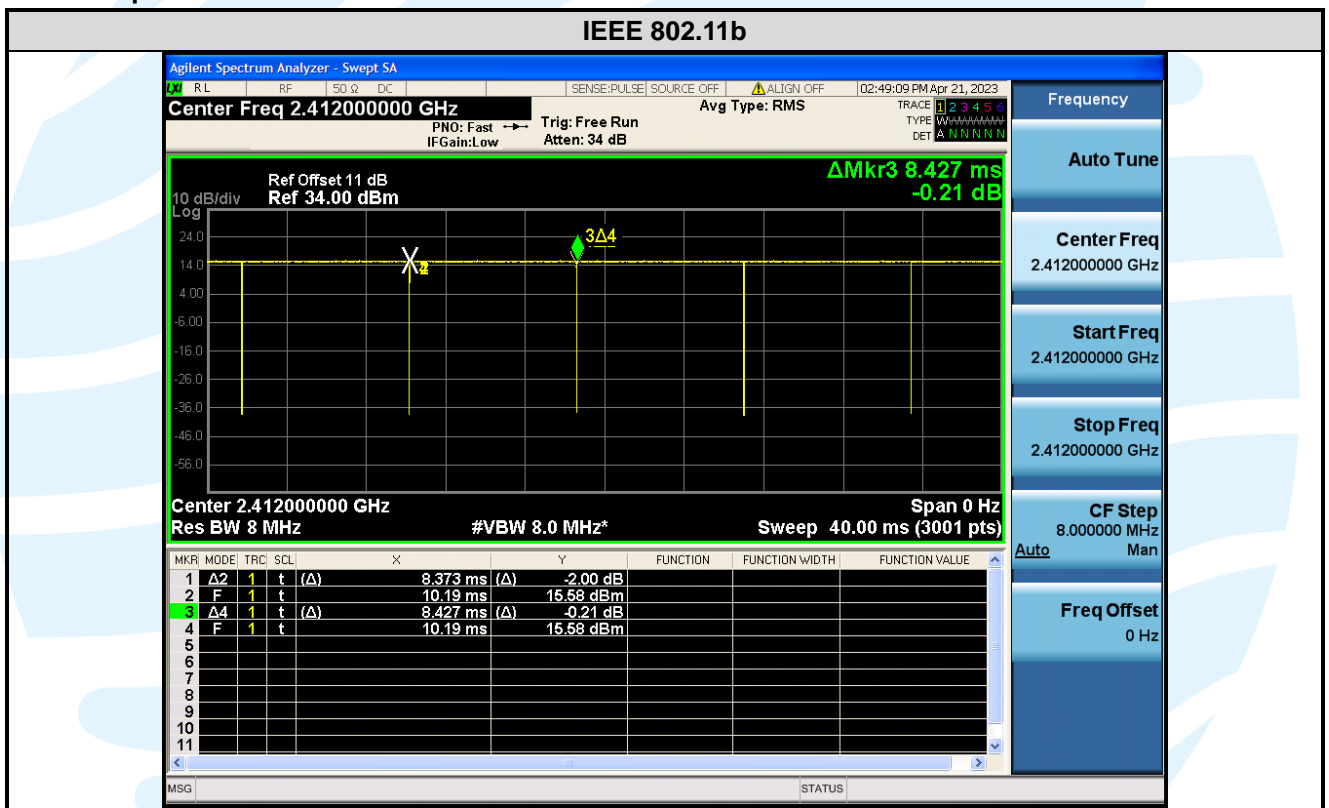 IEEE 802.11b
Agilent Spectrum Analyzer - Swept SA
LXI RL RF 50 Ω DC SENSE:PULSE SOURCE OFF ALIGN OFF 02:49:09 PM Apr 21, 2023
Center Freq 2.412000000 GHz Avg Type: RMS TRACE 1 2 3 4 5 6
PNO: Fast Trig: Free Run TYPE
IFGain:Low Atten: 34 dB DET A N N N N N
ΔMkr3 8.427 ms
-0.21 dB
Ref Offset 11 dB
10 dB/div Ref 34.00 dBm
Log
24.0
14.0
4.00
-6.00
-16.0
-26.0
-36.0
-46.0
-56.0
3Δ4
Center 2.412000000 GHz Span 0 Hz
Res BW 8 MHz #VBW 8.0 MHz* Sweep 40.00 ms (3001 pts)
MKR MODE TRC SCL X Y FUNCTION FUNCTION WIDTH FUNCTION VALUE
1 Δ2 1 t (Δ) 8.373 ms (Δ) -2.00 dB
2 F 1 t 10.19 ms 15.58 dBm
3 Δ4 1 t (Δ) 8.427 ms (Δ) -0.21 dB
4 F 1 t 10.19 ms 15.58 dBm
5
6
7
8
9
10
11
MSG STATUS
Frequency
Auto Tune
Center Freq
2.412000000 GHz
Start Freq
2.412000000 GHz
Stop Freq
2.412000000 GHz
CF Step
8.000000 MHz
Auto Man
Freq Offset
0 Hz